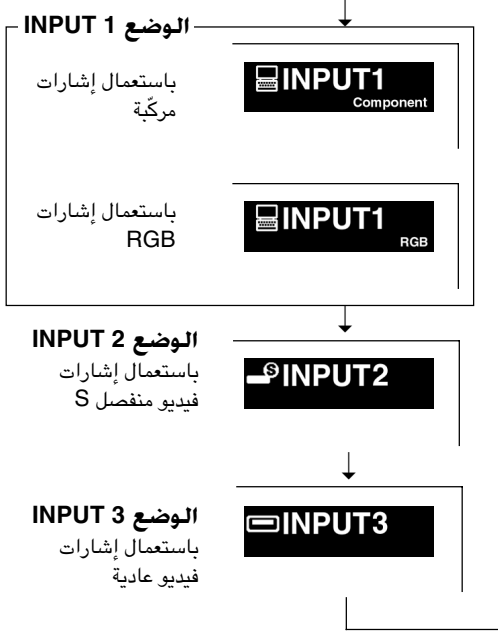 الوضع INPUT 1
باستعمال إشارات
مركّبة
INPUT1
Component
باستعمال إشارات
RGB
INPUT1
RGB
الوضع INPUT 2
باستعمال إشارات
فيديو منفصل S
S
INPUT2
الوضع INPUT 3
باستعمال إشارات
فيديو عادية
INPUT3